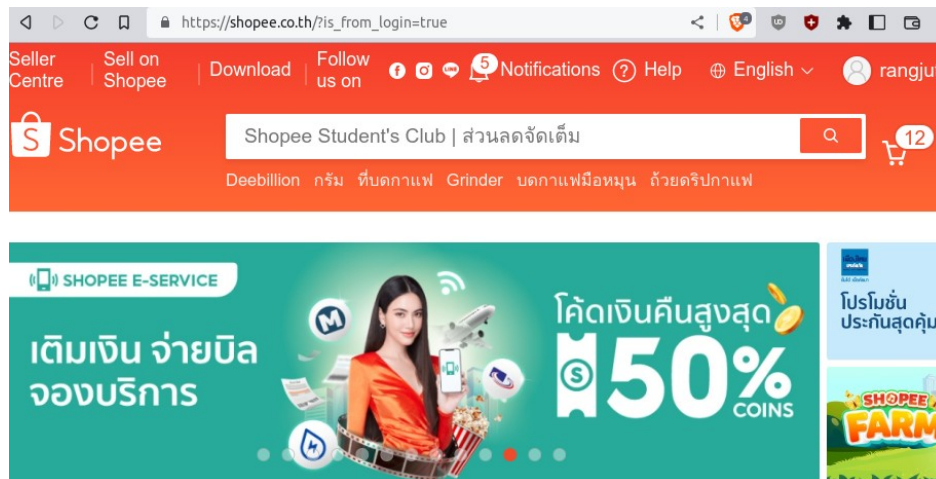 https://shopee.co.th/?is_from_login=true
4
Seller Centre
Sell on Shopee
Download
Follow us on
5
Notifications
Help
English
rangju
Shopee
Shopee Student's Club | ส่วนลดจัดเต็ม
12
Deebillion กรัม ที่บดกาแฟ Grinder บดกาแฟมือหมุน ถ้วยดริปกาแฟ
SHOPEE E-SERVICE
เติมเงิน จ่ายบิล
จองบริการ
โค้ดเงินคืนสูงสุด
50%
COINS
โปรโมชั่น
ประกันสุดคุ้ม
SHOPEE
FARM